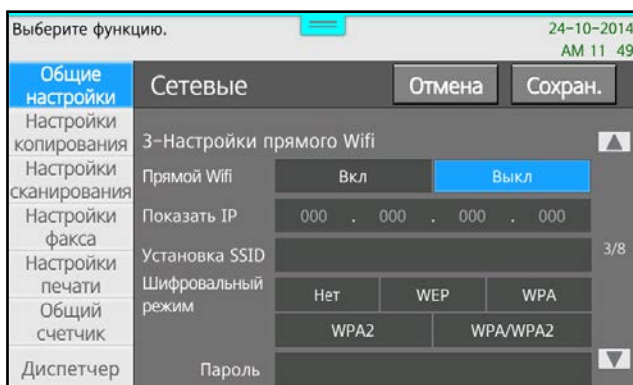 Выберите функцию.
24-10-2014
AM 11 49
Общие
настройки
Настройки
копирования
Настройки
сканирования
Настройки
факса
Настройки
печати
Общий
счетчик
Диспетчер
Сетевые
Отмена
Сохран.
3-Настройки прямого Wifi
Прямой Wifi Вкл Выкл
Показать IP 000 . 000 . 000 . 000
Установка SSID
3/8
Шифровальный
режим
Нет WEP WPA
WPA2 WPA/WPA2
Пароль